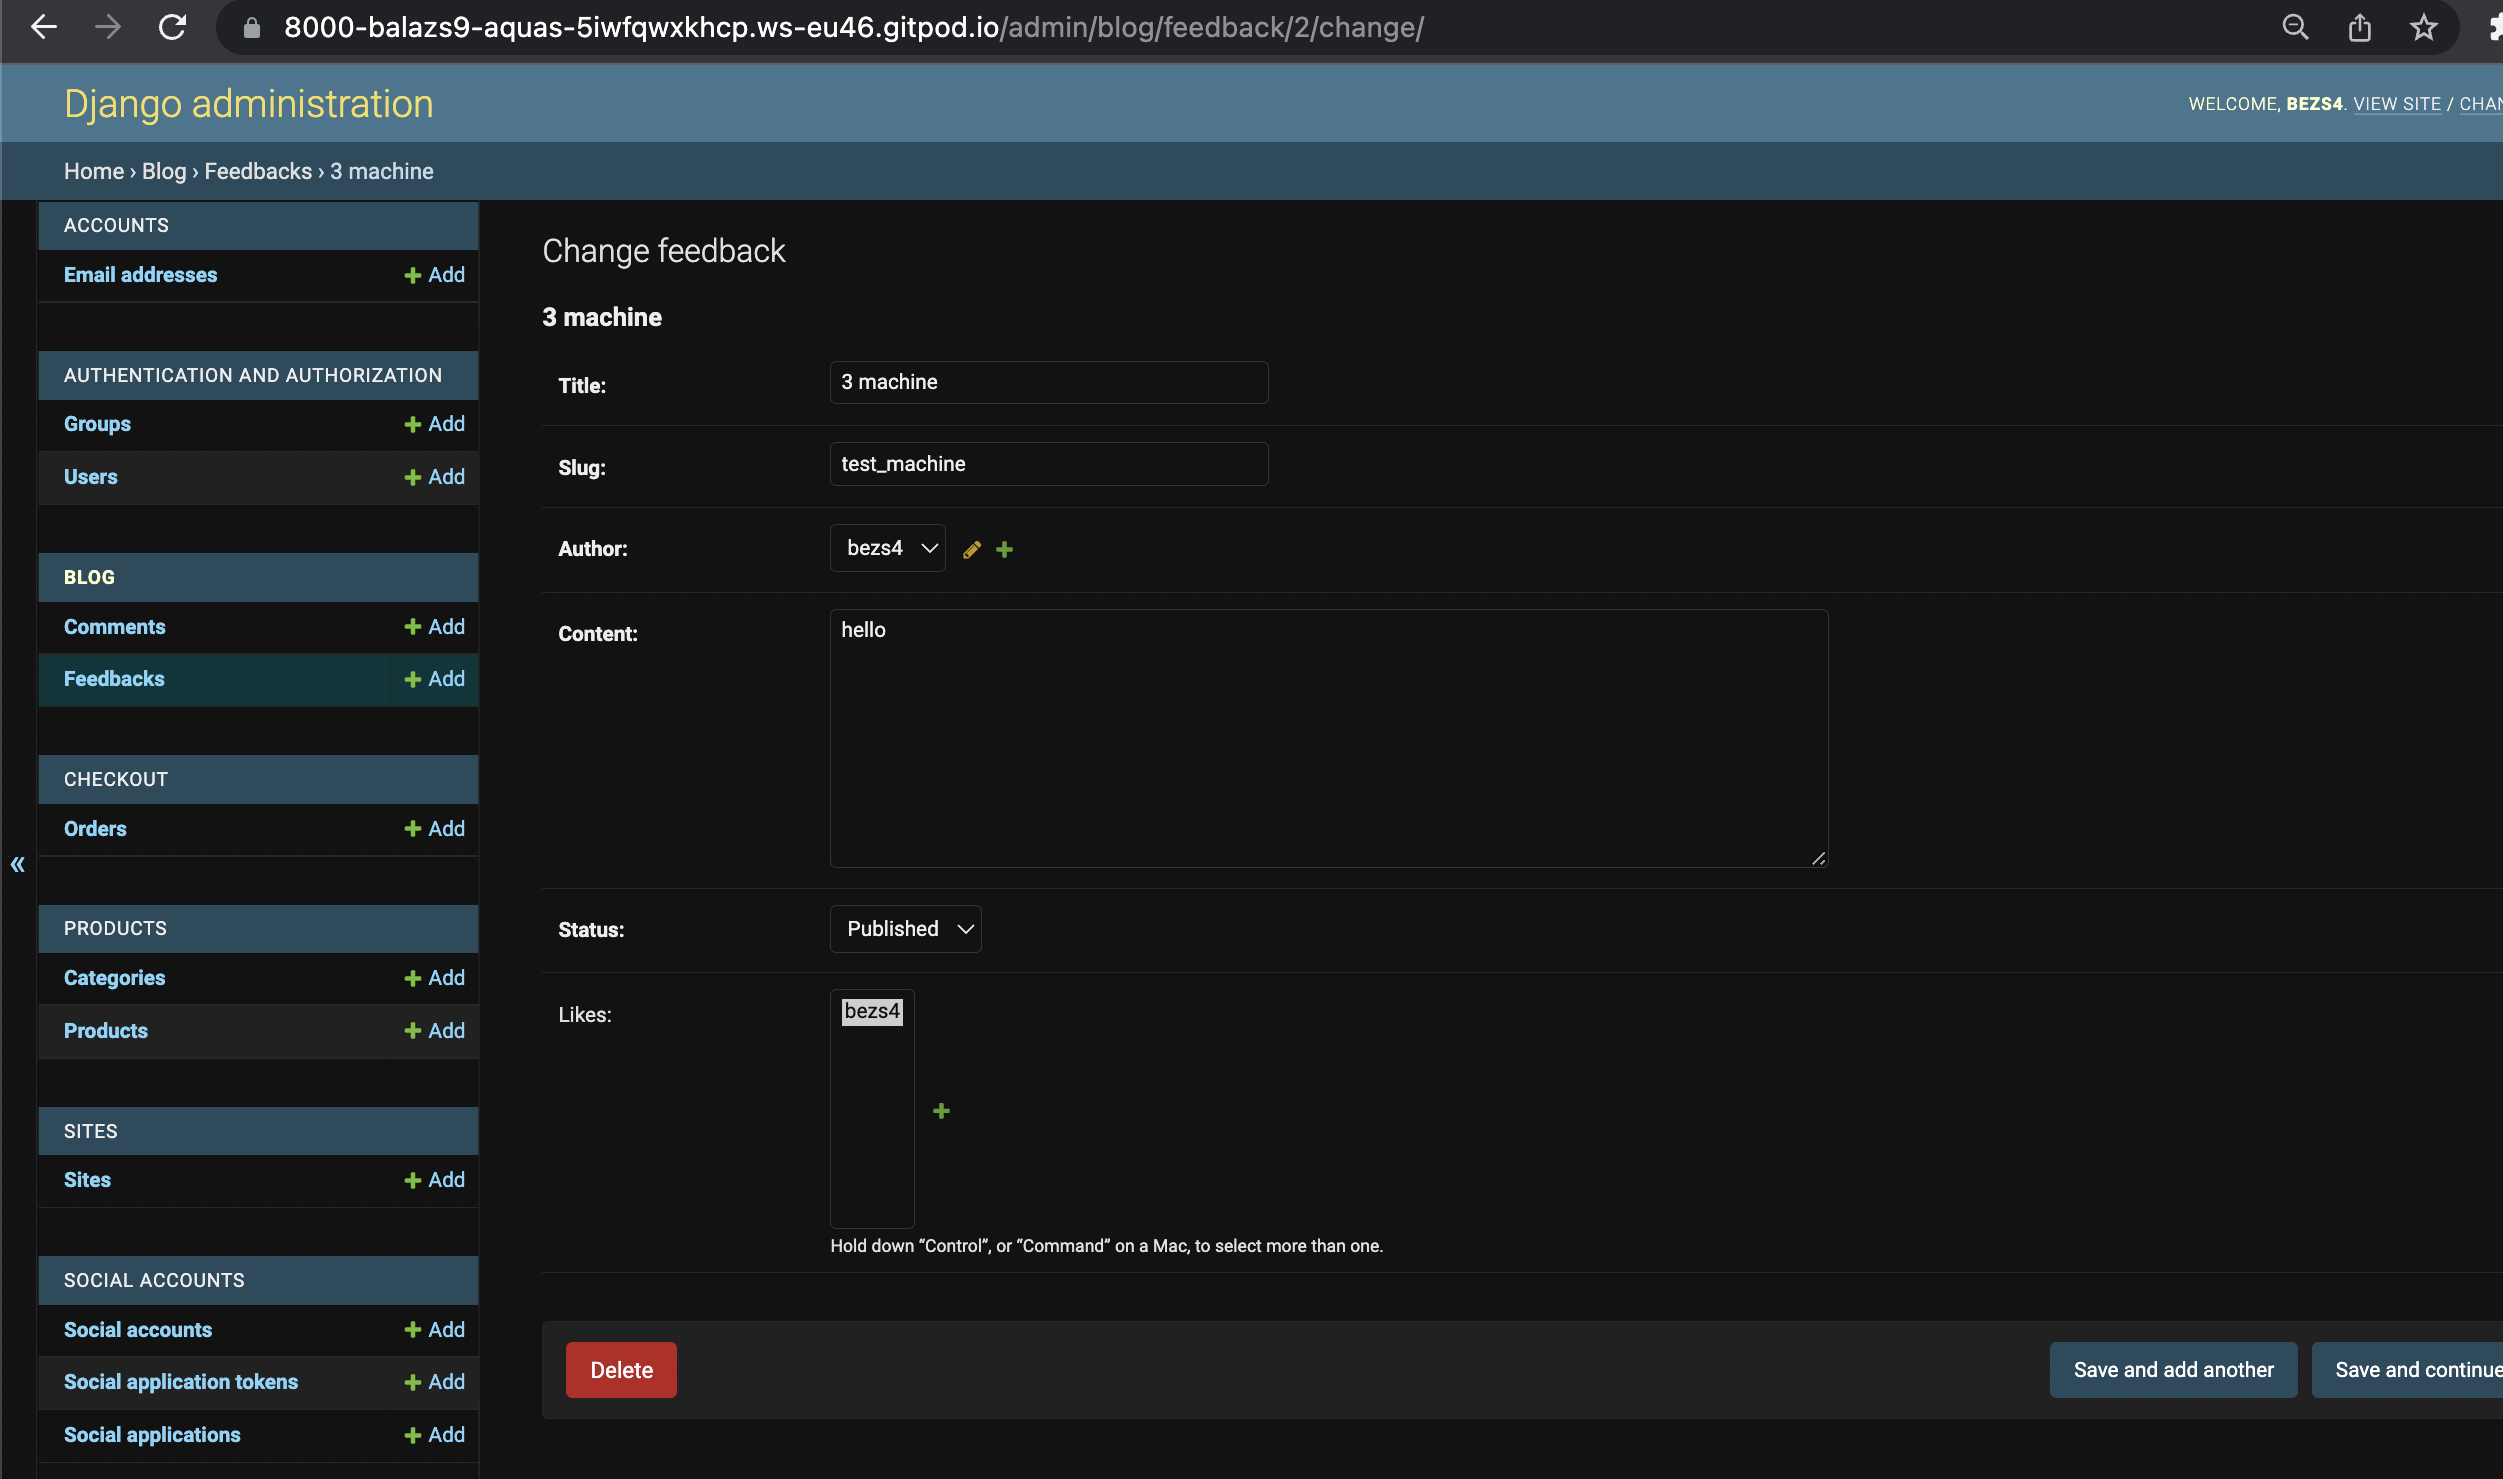 8000-balazs9-aquas-5iwfqwxkhcp.ws-eu46.gitpod.io/admin/blog/feedback/2/change/
Django administration
WELCOME, BEZS4. VIEW SITE / CHAN
Home › Blog › Feedbacks › 3 machine
ACCOUNTS
Email addresses + Add
AUTHENTICATION AND AUTHORIZATION
Groups + Add
Users + Add
BLOG
Comments + Add
Feedbacks + Add
CHECKOUT
Orders + Add
«
PRODUCTS
Categories + Add
Products + Add
SITES
Sites + Add
SOCIAL ACCOUNTS
Social accounts + Add
Social application tokens + Add
Social applications + Add
Change feedback
3 machine
Title: 3 machine
Slug: test_machine
Author: bezs4
Content: hello
Status: Published
Likes: bezs4
Hold down “Control”, or “Command” on a Mac, to select more than one.
Delete
Save and add another
Save and continue